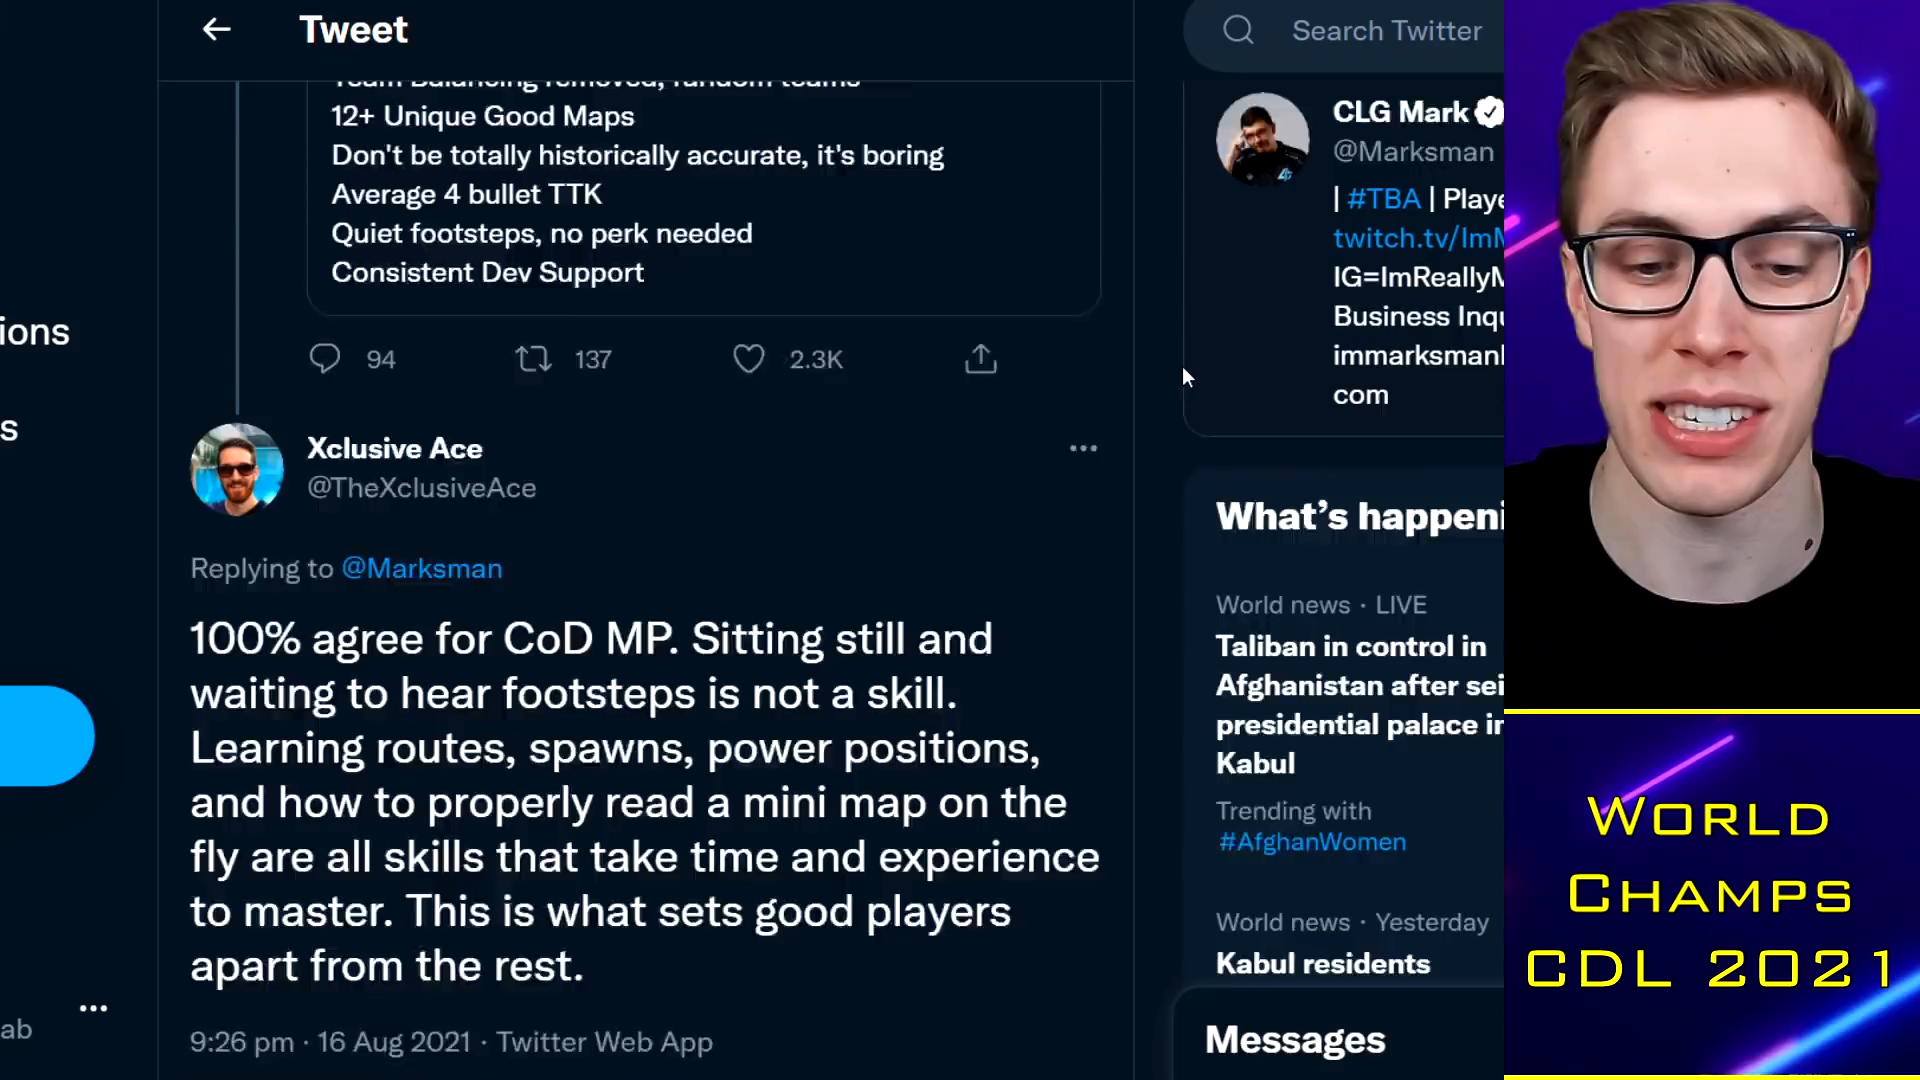 Tweet
Team Balancing removed, random teams
12+ Unique Good Maps
Don't be totally historically accurate, it's boring
Average 4 bullet TTK
Quiet footsteps, no perk needed
Consistent Dev Support
94
137
2.3K
Xclusive Ace
@TheXclusiveAce
Replying to @Marksman
100% agree for CoD MP. Sitting still and
waiting to hear footsteps is not a skill.
Learning routes, spawns, power positions,
and how to properly read a mini map on the
fly are all skills that take time and experience
to master. This is what sets good players
apart from the rest.
9:26 pm · 16 Aug 2021 · Twitter Web App
ions
s
ab
Search Twitter
CLG Mark
@Marksman
| #TBA | Playe
twitch.tv/ImM
IG=ImReallyM
Business Inqu
immarksman
com
What's happeni
World news · LIVE
Taliban in control in
Afghanistan after sei
presidential palace in
Kabul
Trending with
#AfghanWomen
World news · Yesterday
Kabul residents
Messages
WORLD
CHAMPS
CDL 2021